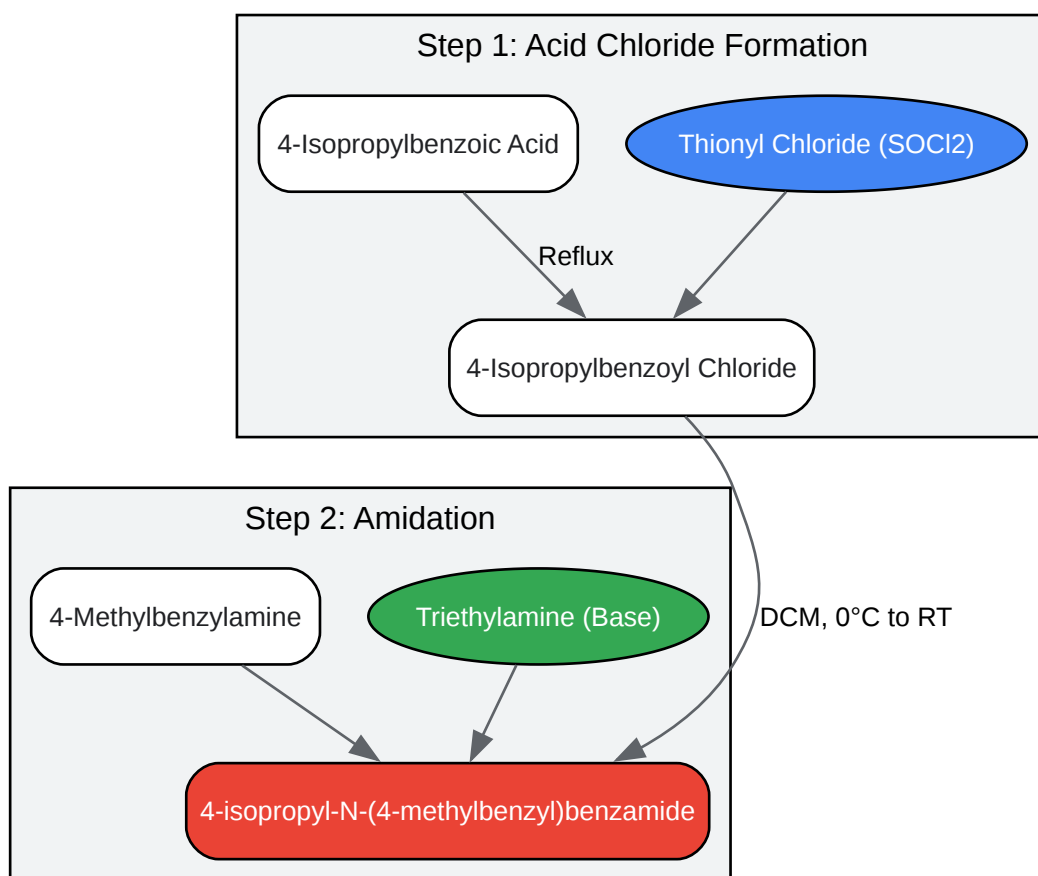 Step 1: Acid Chloride Formation
4-Isopropylbenzoic Acid
Thionyl Chloride (SOCl2)
Reflux
4-Isopropylbenzoyl Chloride
Step 2: Amidation
4-Methylbenzylamine
Triethylamine (Base)
DCM, 0°C to RT
4-isopropyl-N-(4-methylbenzyl)benzamide